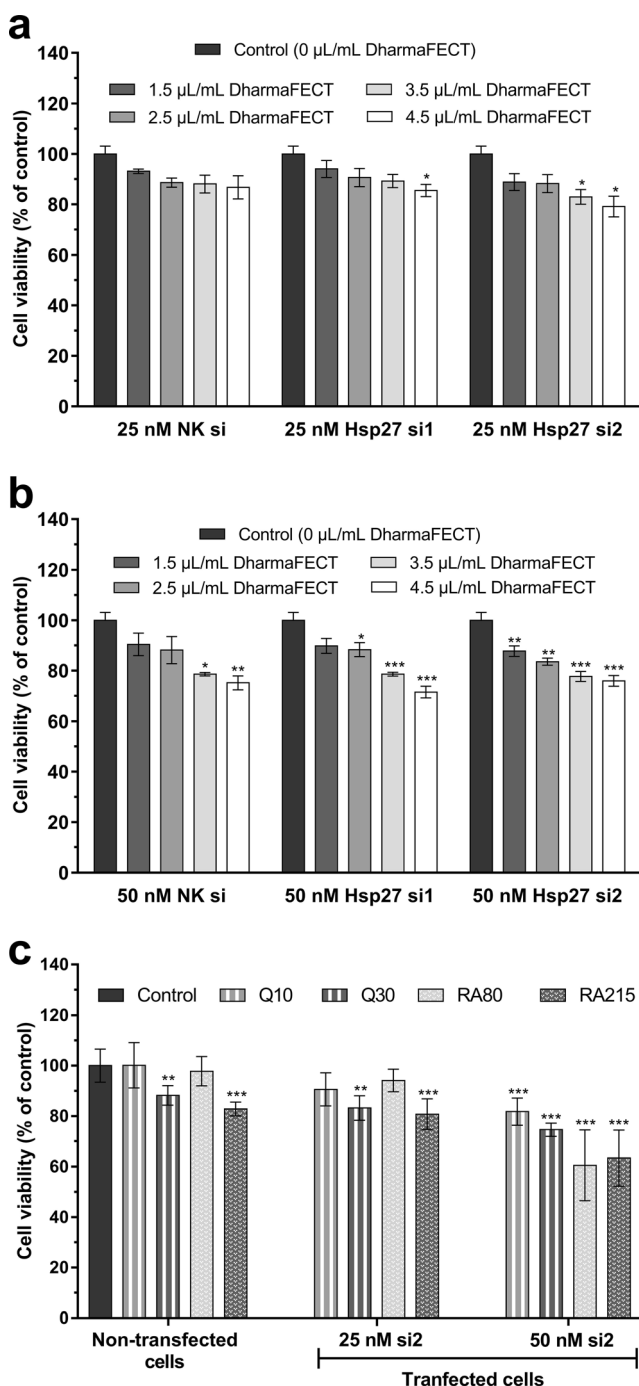 a
Control (0 µL/mL DharmaFECT)
1.5 µL/mL DharmaFECT
3.5 µL/mL DharmaFECT
2.5 µL/mL DharmaFECT
4.5 µL/mL DharmaFECT
Cell viability (% of control)
140
120
100
80
60
40
20
0
*
*
*
25 nM NK si
25 nM Hsp27 si1
25 nM Hsp27 si2
b
Control (0 µL/mL DharmaFECT)
1.5 µL/mL DharmaFECT
3.5 µL/mL DharmaFECT
2.5 µL/mL DharmaFECT
4.5 µL/mL DharmaFECT
Cell viability (% of control)
140
120
100
80
60
40
20
0
*
**
*
***
***
**
**
***
***
50 nM NK si
50 nM Hsp27 si1
50 nM Hsp27 si2
c
Control
Q10
Q30
RA80
RA215
Cell viability (% of control)
140
120
100
80
60
40
20
0
**
***
**
***
***
***
***
***
Non-transfected
cells
25 nM si2
50 nM si2
Tranfected cells